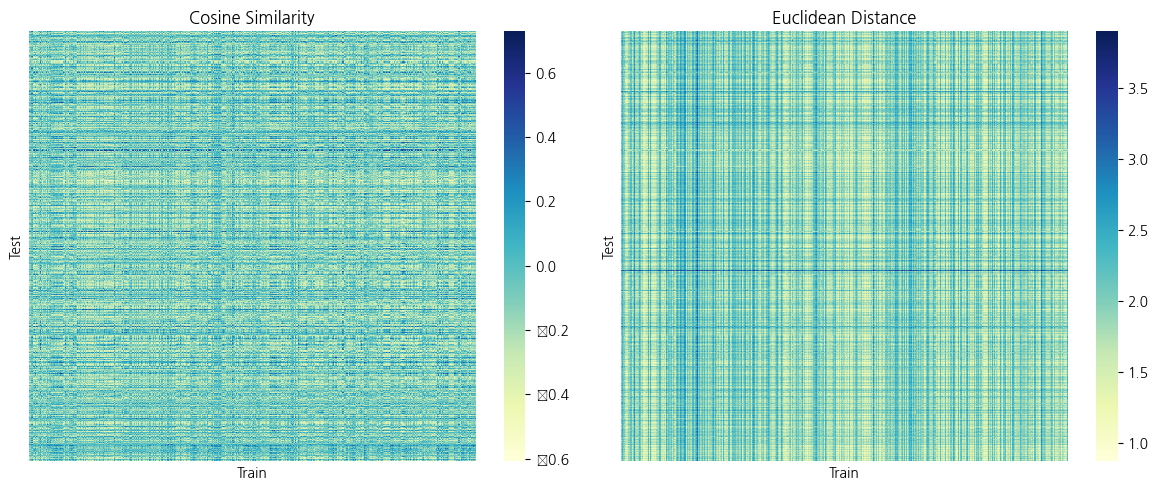 Cosine Similarity
Test
Train
0.6
0.4
0.2
0.0
□0.2
□0.4
□0.6
Euclidean Distance
Test
Train
3.5
3.0
2.5
2.0
1.5
1.0